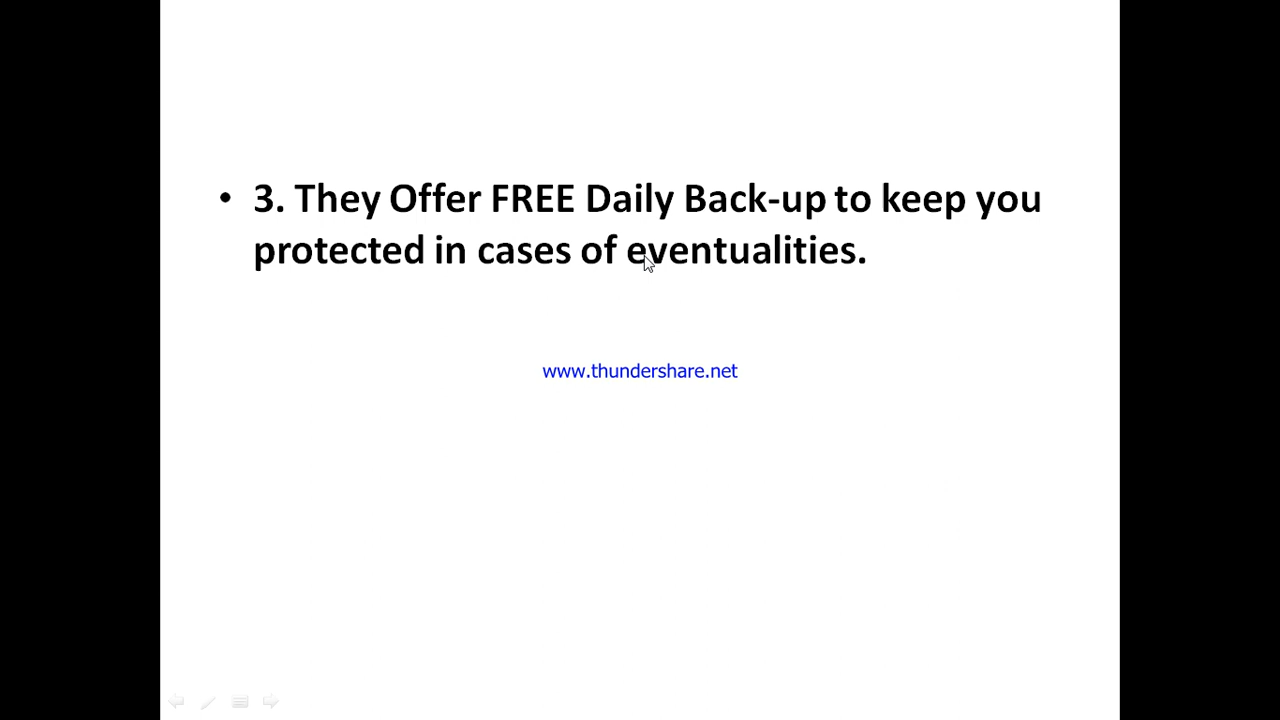 • 3. They Offer FREE Daily Back-up to keep you
protected in cases of eventualities.
www.thundershare.net